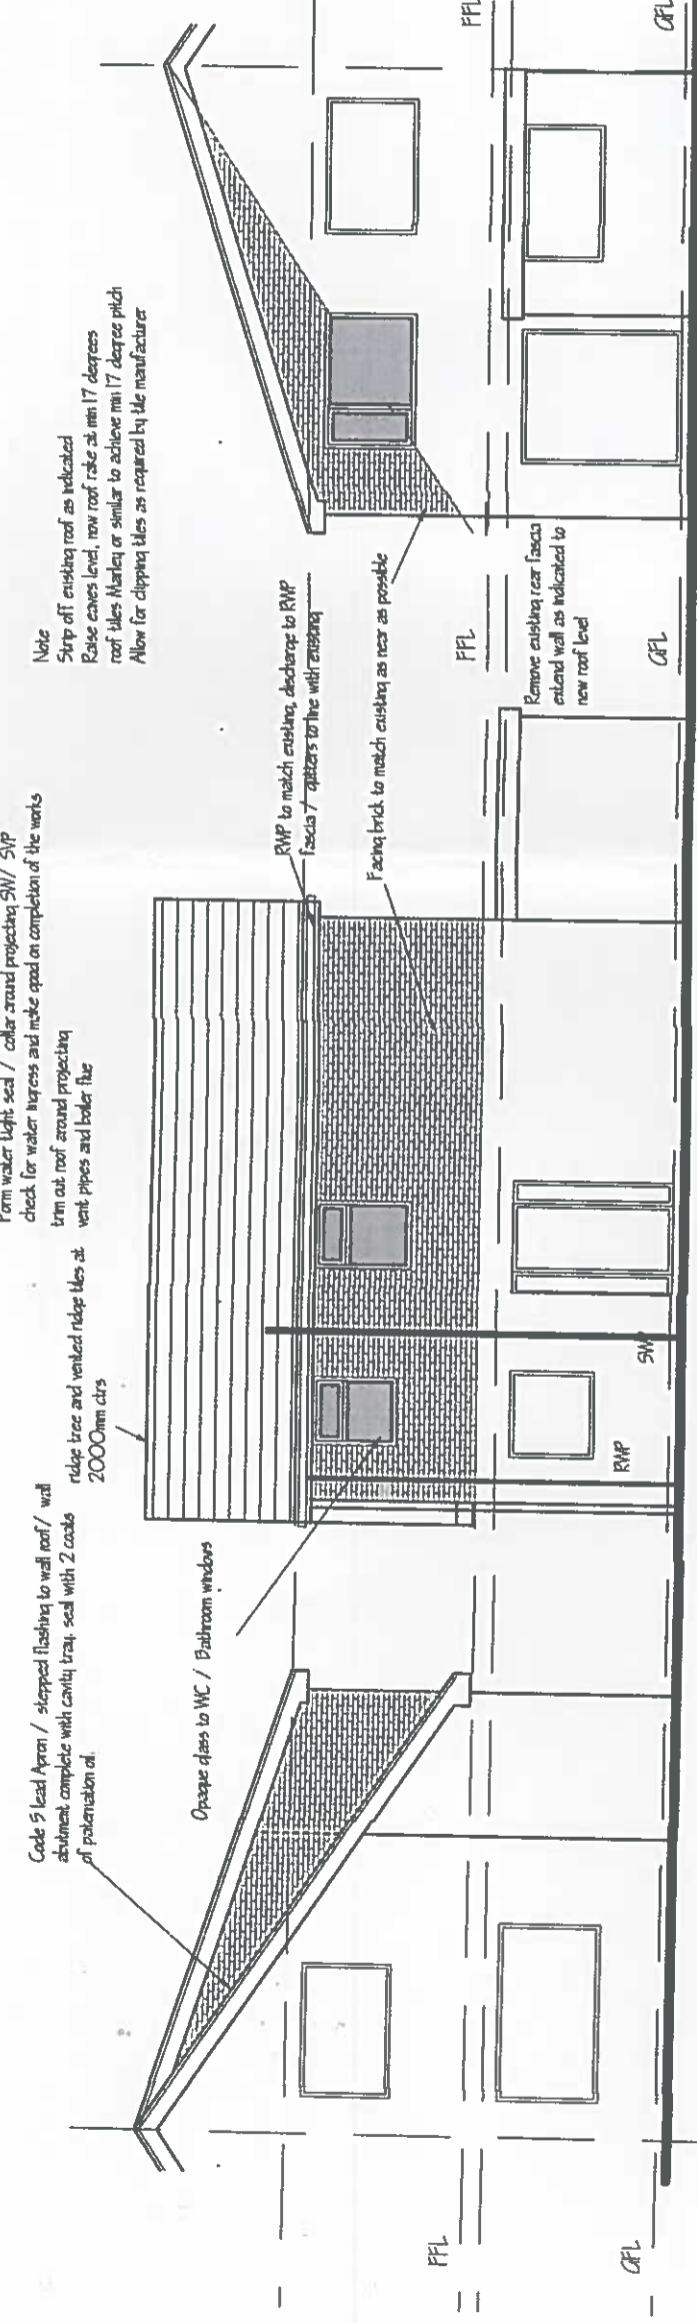 Code 5 lead Apron / stepped flashing to wall roof / wall
abutment complete with cavity tray. seal with 2 coats
of paternation oil.
ridge tree and vented ridge tiles at
2000mm ctrs
Form water tight seal / collar around projecting SW/ SVP
check for water ingress and make good on completion of the works
trim out roof around projecting
vent pipes and boiler flue
Note
Strip off existing roof as indicated
Raise eaves level, now roof rake at min 17 degrees
roof tiles Marley or similar to achieve min 17 degree pitch
Allow for clipping tiles as required by tile manufacturer
Opaque glass to WC / Bathroom windows
RWP to match existing, discharge to RWP
fascia / gutters to line with existing
Facing brick to match existing as near as possible
Remove existing rear fascia
extend wall as indicated to
new roof level
FFL
GFL
RWP
SVP
FFL
GFL
FFL
GFL